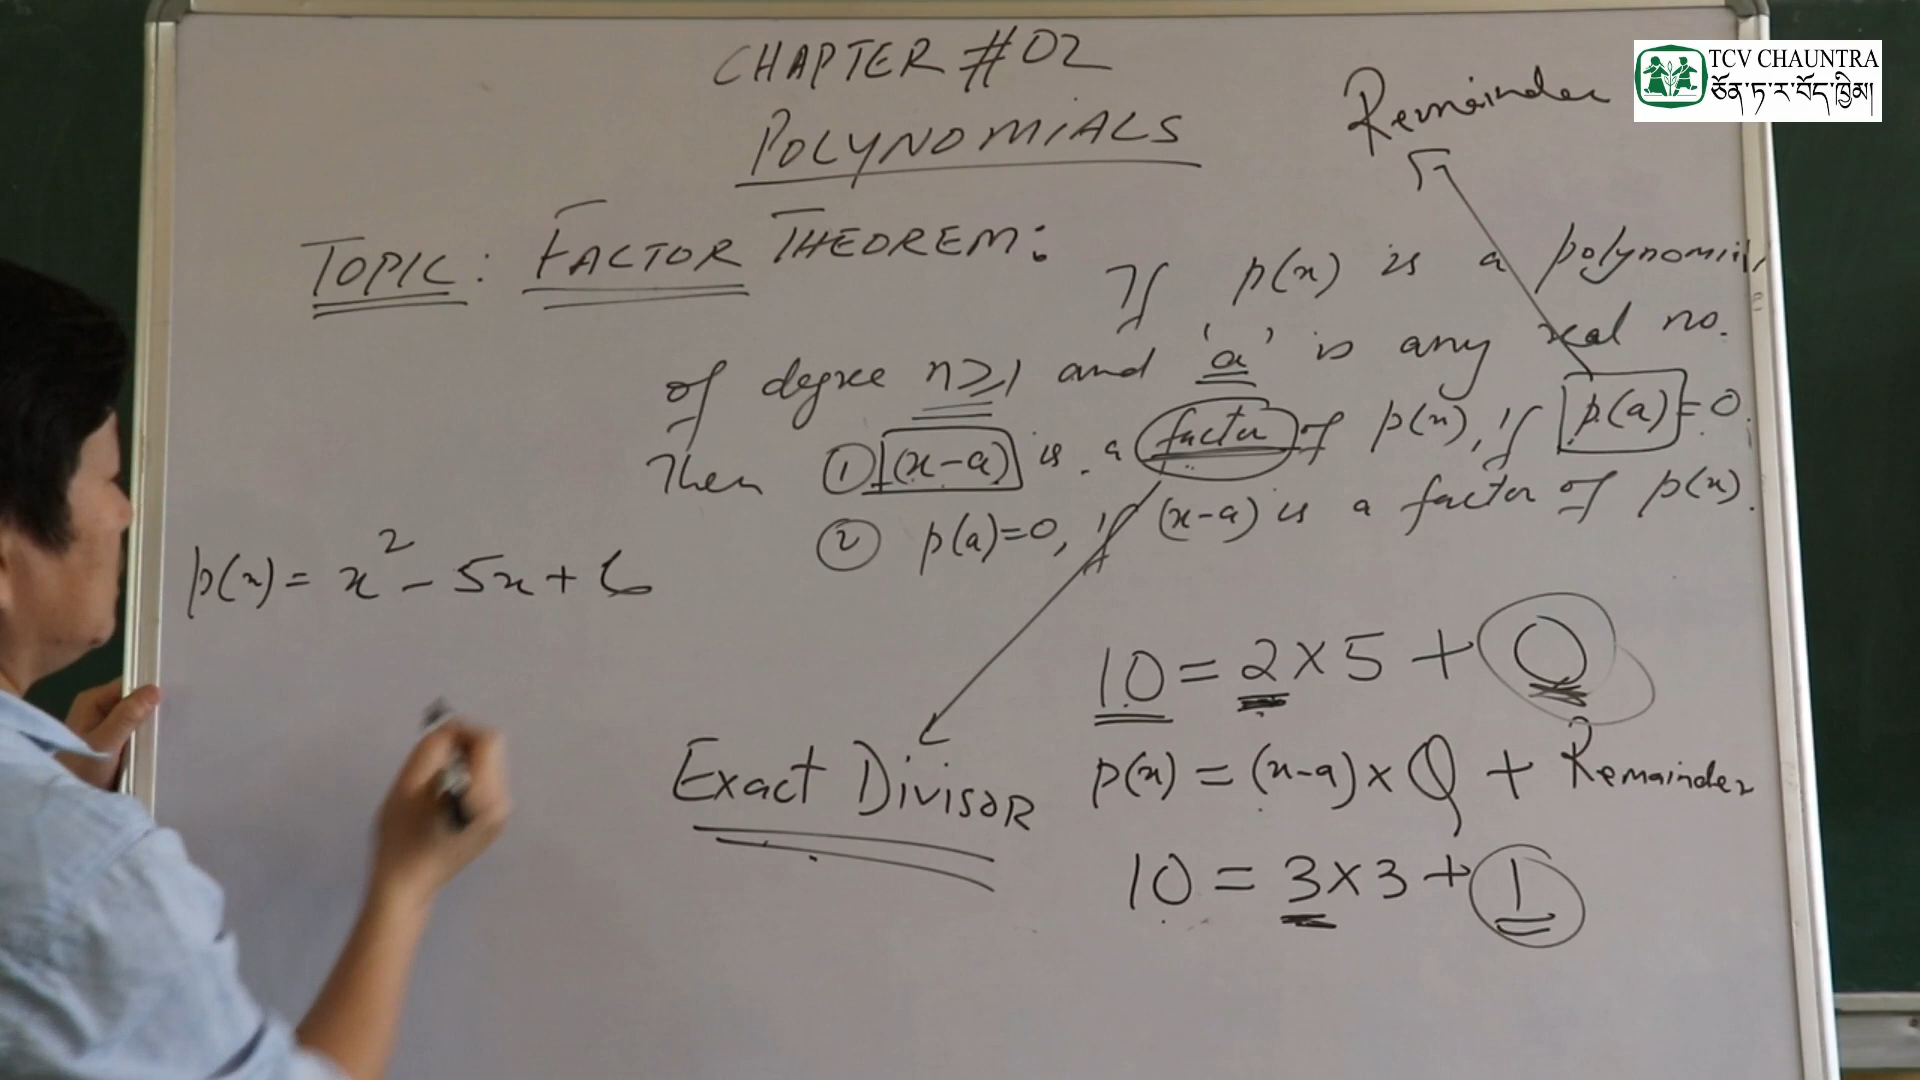 CHAPTER #02
POLYNOMIALS
Remainder
TCV CHAUNTRA
ཅོན་ཏ་ར་བོད་ཁྱིམ།
TOPIC: FACTOR THEOREM:
If p(x) is a polynomial
of degree n≥1 and 'a' is any real no.
Then ① (x-a) is a factor of p(x), if p(a)=0.
② p(a)=0, if (x-a) is a factor of p(x).
p(x) = x² - 5x + 6
10 = 2×5 + 0
Exact Divisor
p(x) = (x-a)× Q + Remainder
10 = 3×3+1